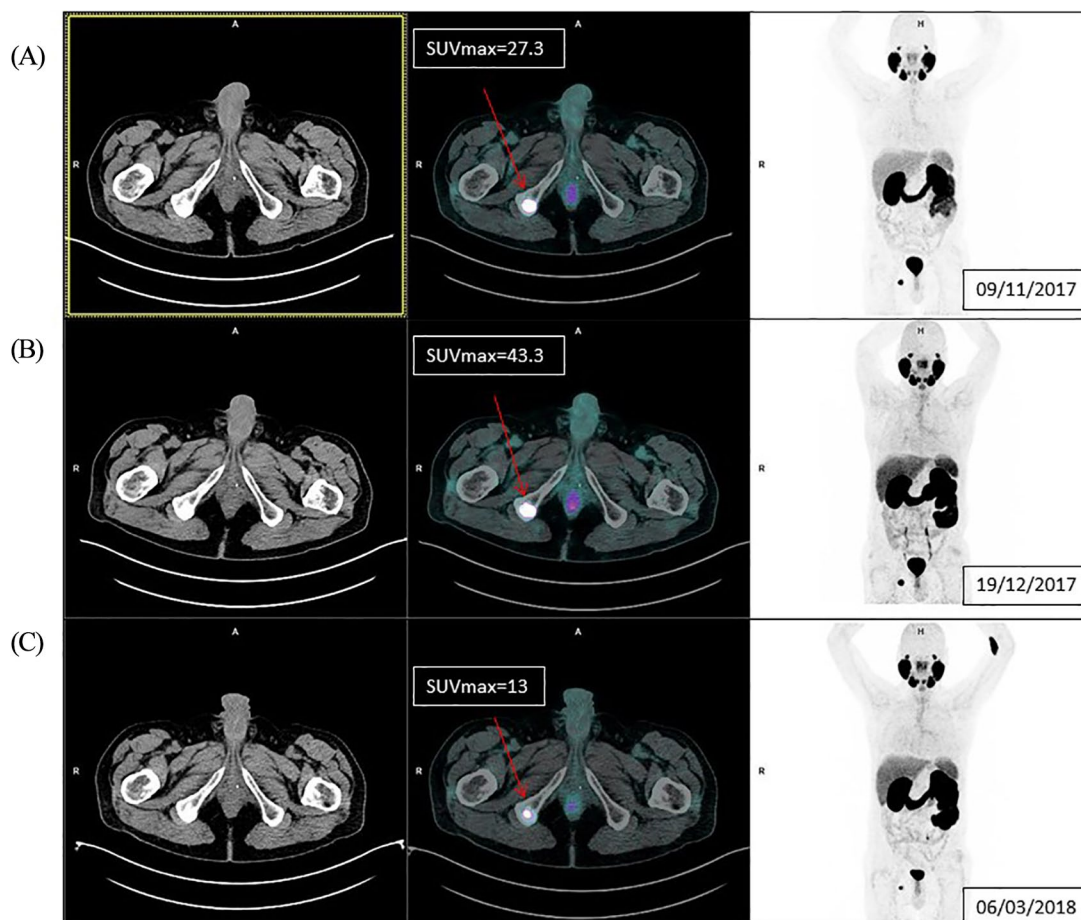 (A)
A
R
SUVmax=27.3
A
R
H
R
09/11/2017
(B)
A
R
SUVmax=43.3
A
R
H
R
19/12/2017
(C)
A
R
SUVmax=13
A
R
H
R
06/03/2018